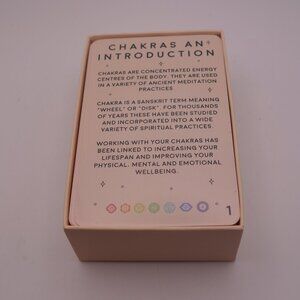 CHAKRAS AN
INTRODUCTION
CHAKRAS ARE CONCENTRATED ENERGY
CENTRES OF THE BODY. THEY ARE USED
IN A VARIETY OF ANCIENT MEDITATION
PRACTICES
CHAKRA IS A SANSKRIT TERM MEANING
"WHEEL" OR "DISK". FOR THOUSANDS
OF YEARS THESE HAVE BEEN STUDIED
AND INCORPORATED INTO A WIDE
VARIETY OF SPIRITUAL PRACTICES.
WORKING WITH YOUR CHAKRAS HAS
BEEN LINKED TO INCREASING YOUR
LIFESPAN AND IMPROVING YOUR
PHYSICAL, MENTAL AND EMOTIONAL
WELLBEING.
1